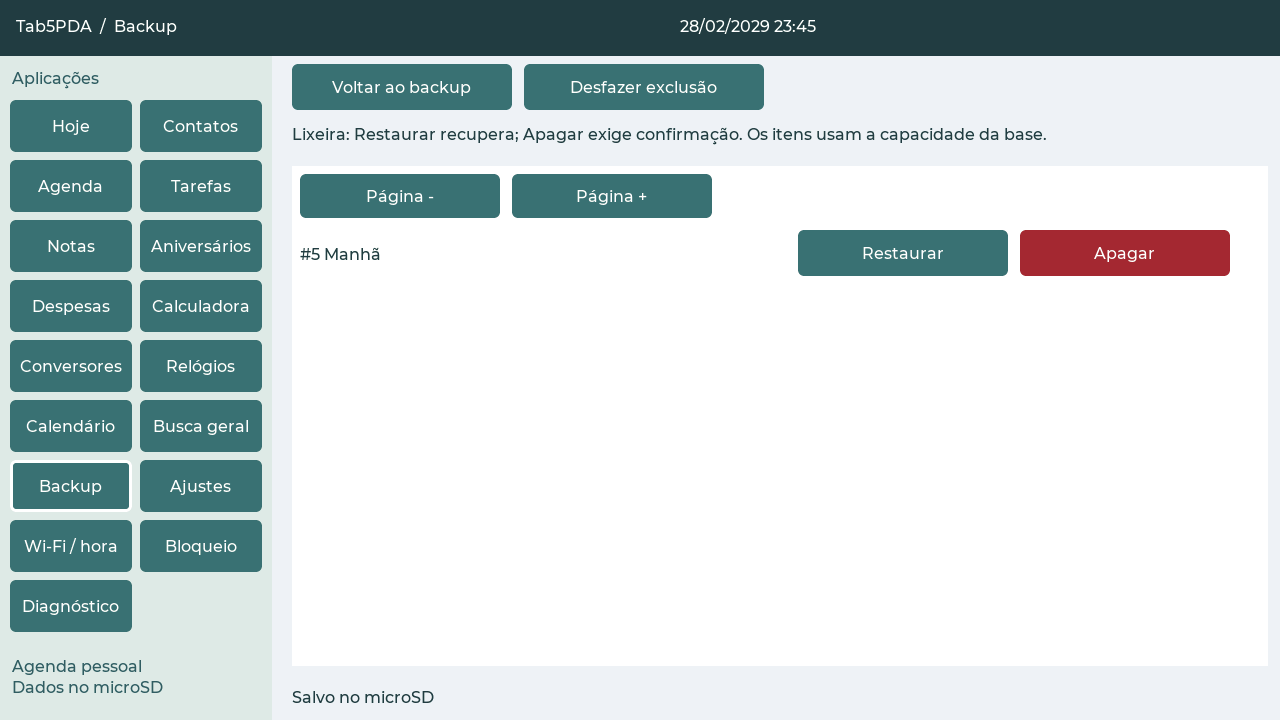 Tab5PDA / Backup
28/02/2029 23:45
Aplicações
Hoje
Contatos
Agenda
Tarefas
Notas
Aniversários
Despesas
Calculadora
Conversores
Relógios
Calendário
Busca geral
Backup
Ajustes
Wi-Fi / hora
Bloqueio
Diagnóstico
Agenda pessoal
Dados no microSD
Voltar ao backup
Desfazer exclusão
Lixeira: Restaurar recupera; Apagar exige confirmação. Os itens usam a capacidade da base.
Página -
Página +
#5 Manhã
Restaurar
Apagar
Salvo no microSD